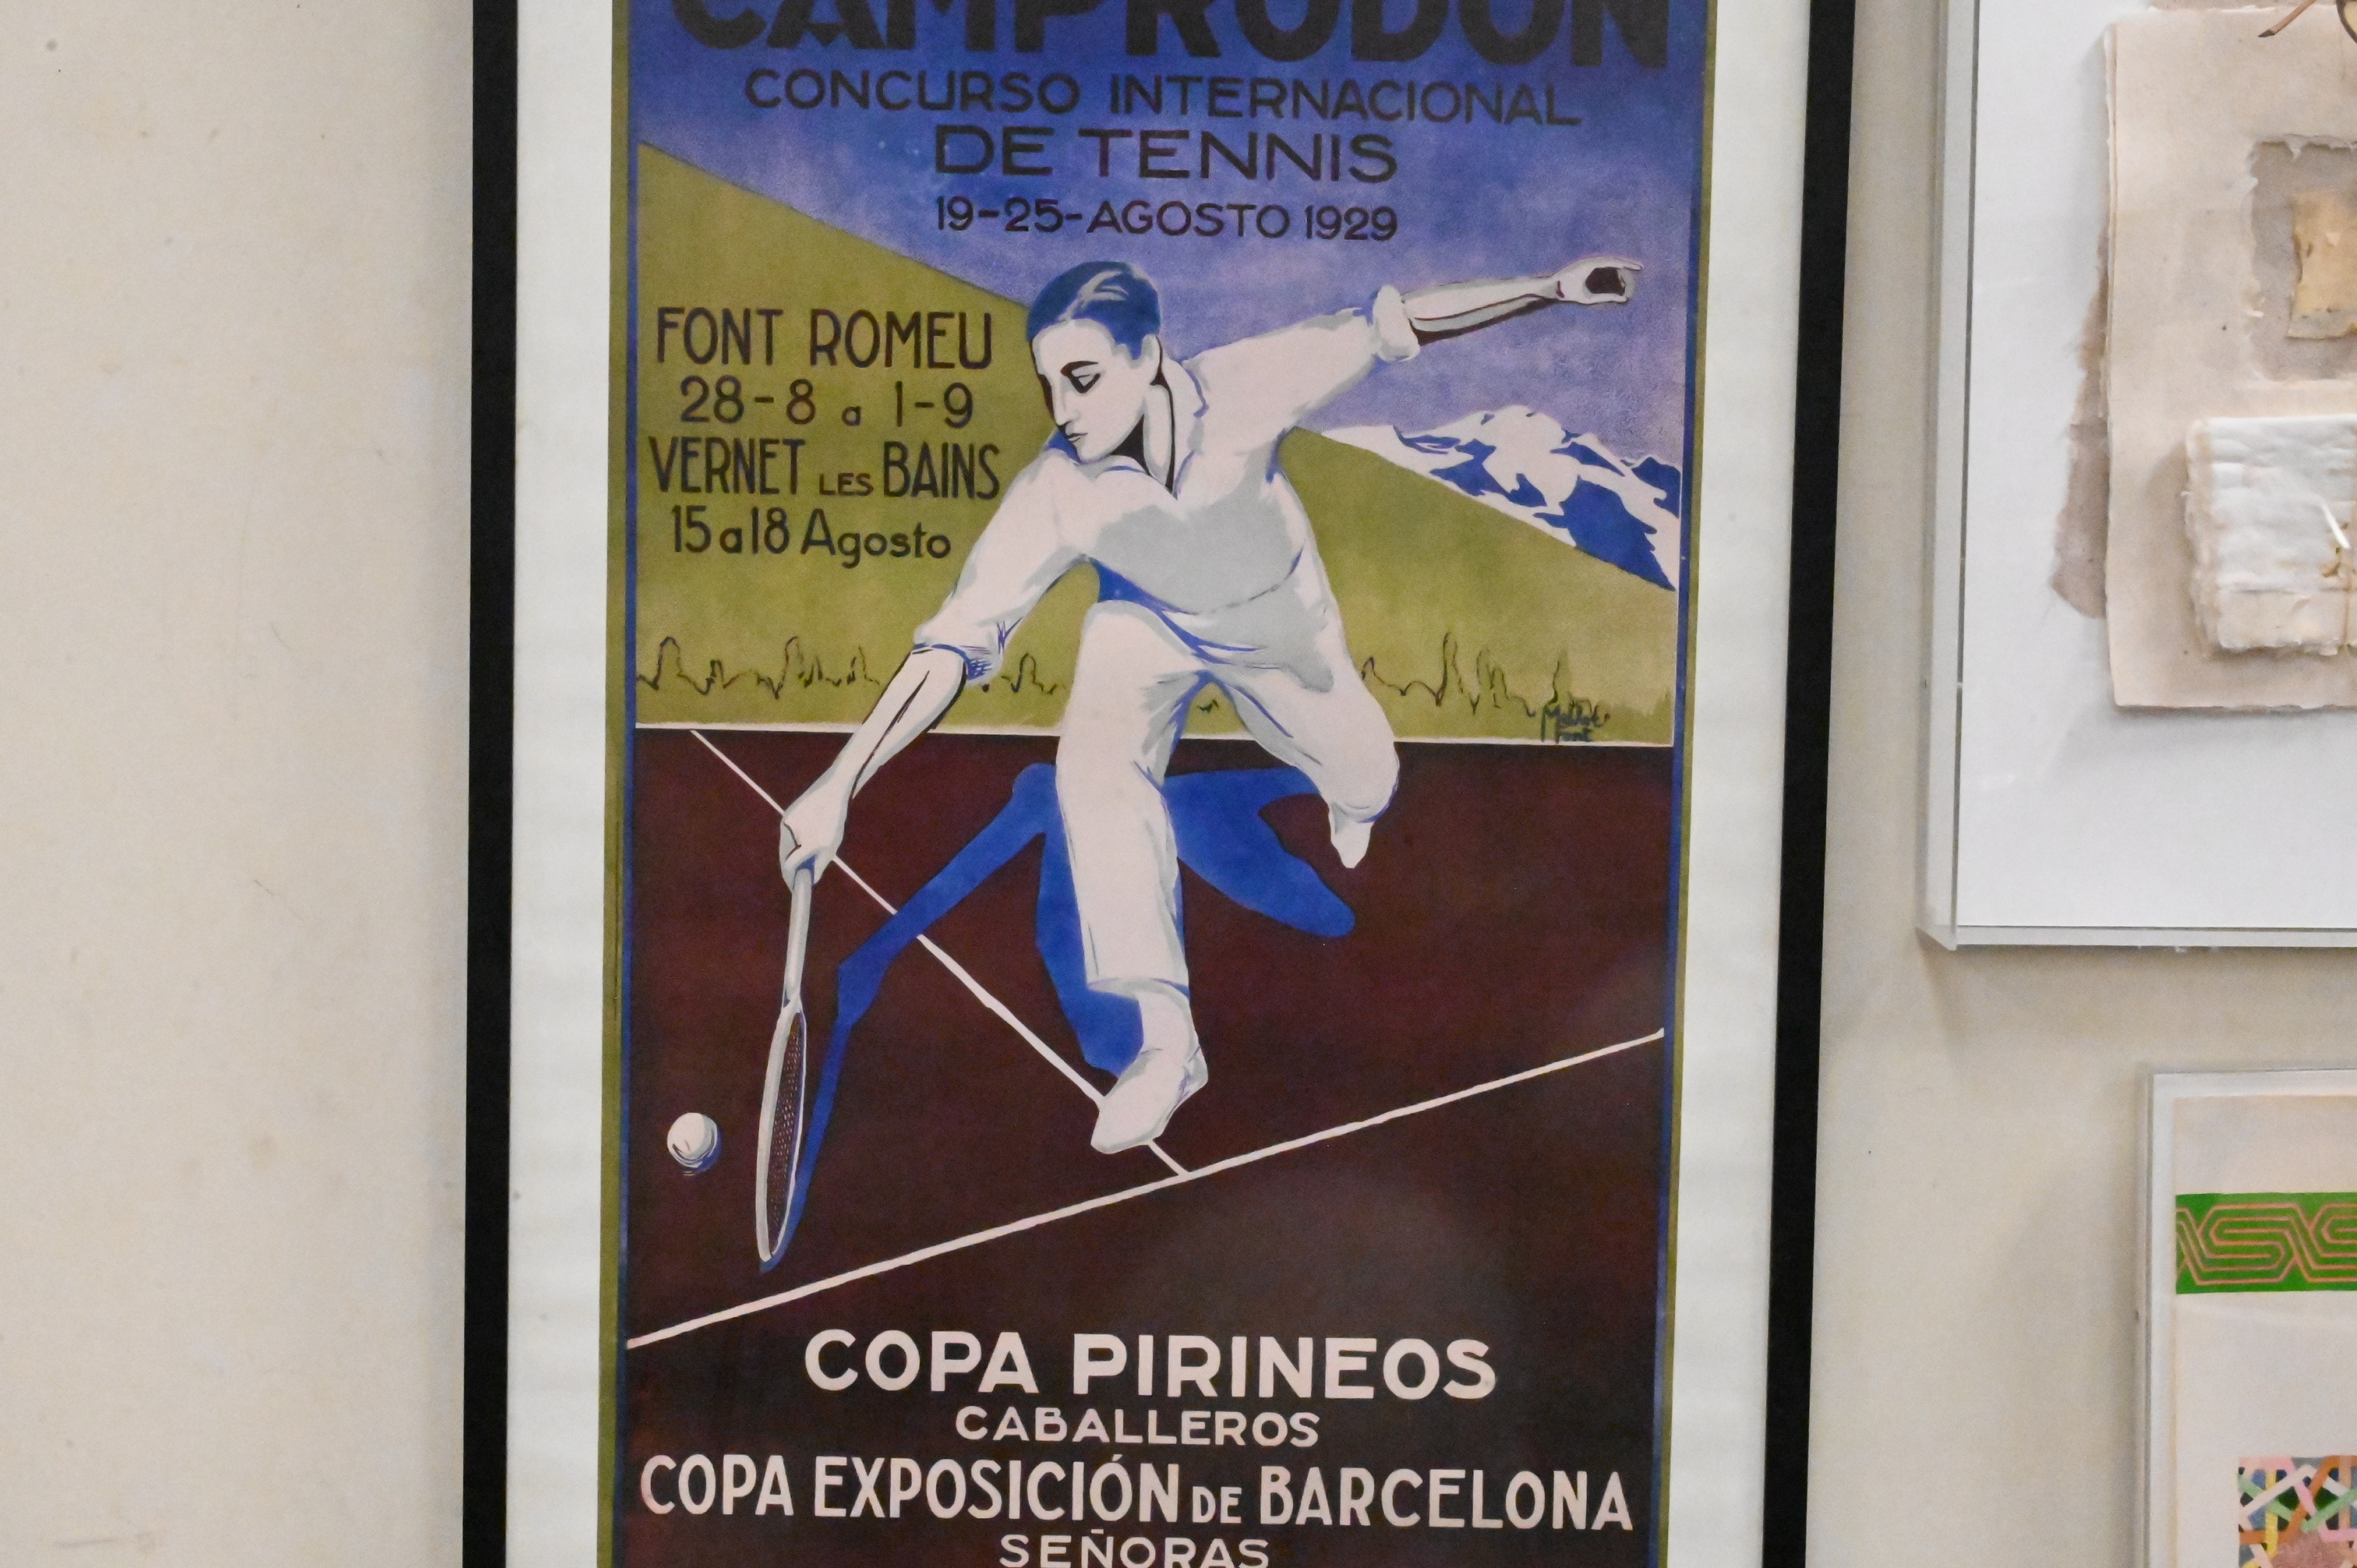 CAMPRODON
CONCURSO INTERNACIONAL
DE TENNIS
19-25-AGOSTO 1929
FONT ROMEU
28-8 a 1-9
VERNET LES BAINS
15 a 18 Agosto
Font
COPA PIRINEOS
CABALLEROS
COPA EXPOSICIÓN DE BARCELONA
SEÑORAS